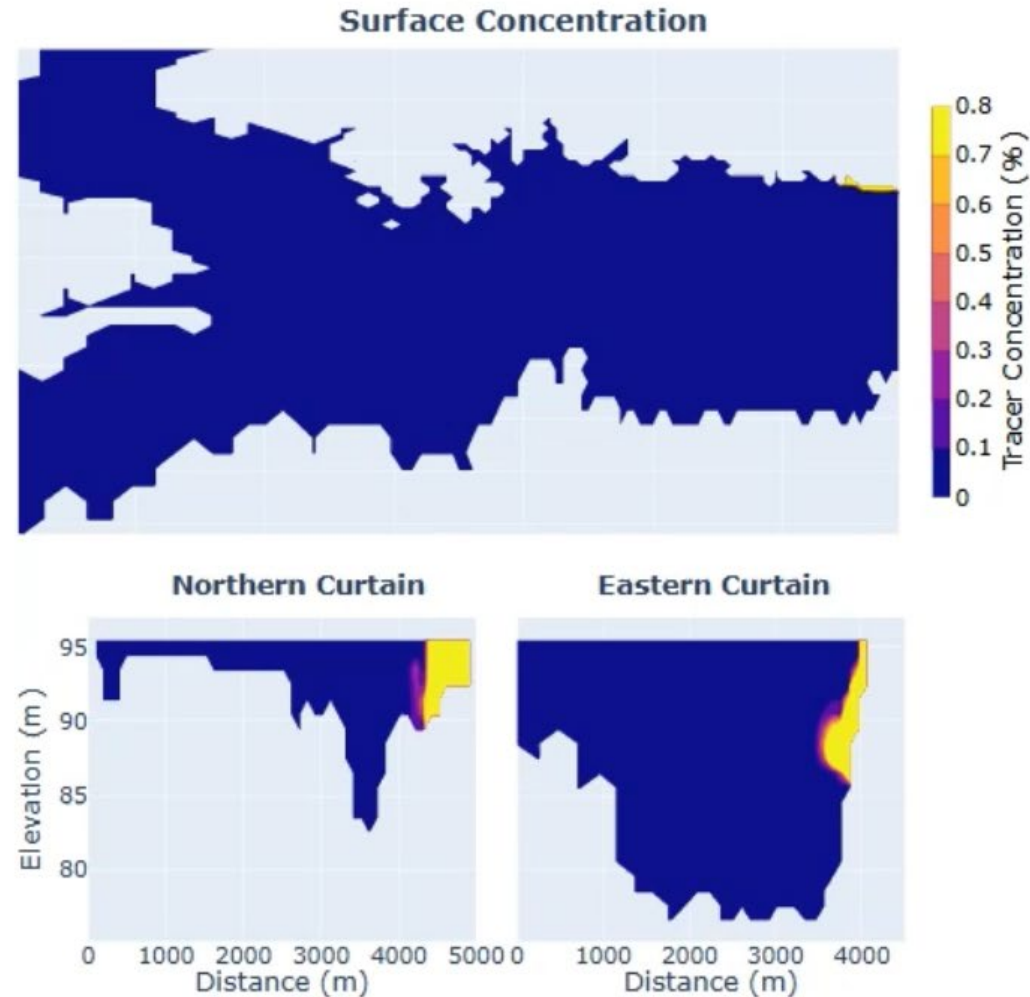 Surface Concentration
0.8
0.7
0.6
0.5
0.4
0.3
0.2
0.1
0
Tracer Concentration (%)
Northern Curtain
Eastern Curtain
95
90
85
80
Elevation (m)
0 1000 2000 3000 4000 5000
0 1000 2000 3000 4000
Distance (m)
Distance (m)